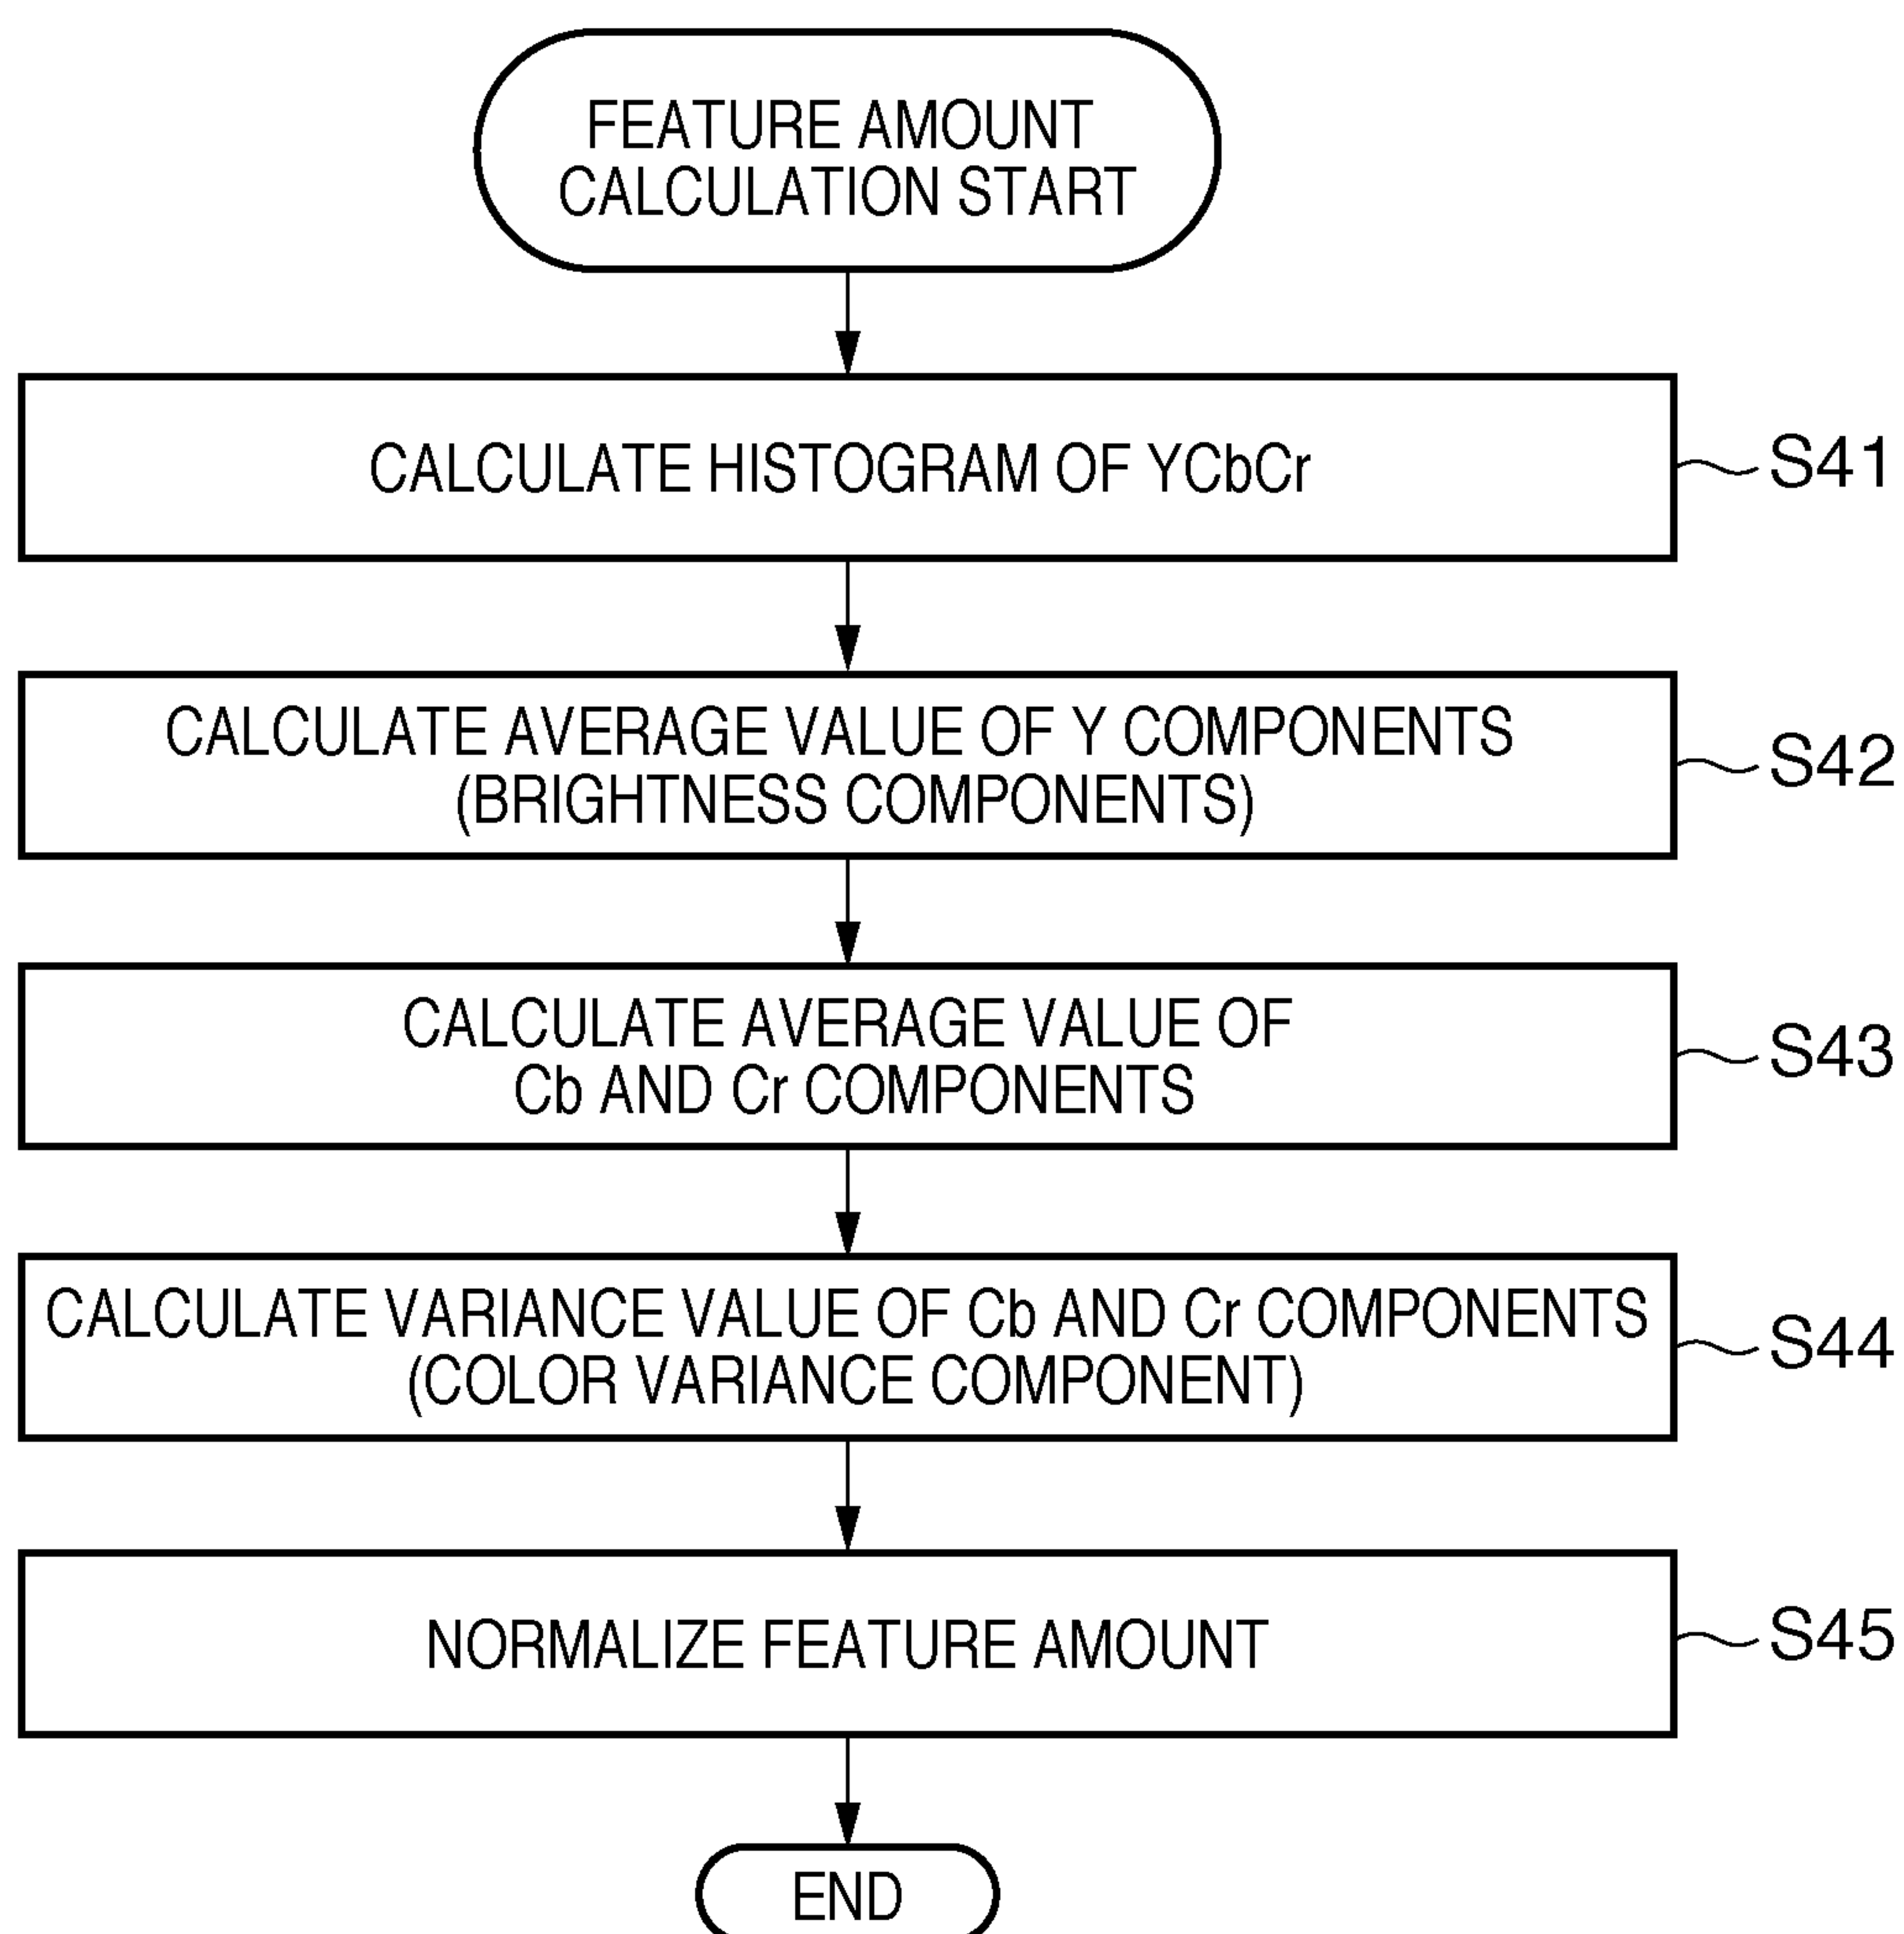 FEATURE AMOUNT
CALCULATION START
CALCULATE HISTOGRAM OF YCbCr
S41
CALCULATE AVERAGE VALUE OF Y COMPONENTS
(BRIGHTNESS COMPONENTS)
S42
CALCULATE AVERAGE VALUE OF
Cb AND Cr COMPONENTS
S43
CALCULATE VARIANCE VALUE OF Cb AND Cr COMPONENTS
(COLOR VARIANCE COMPONENT)
S44
NORMALIZE FEATURE AMOUNT
S45
END